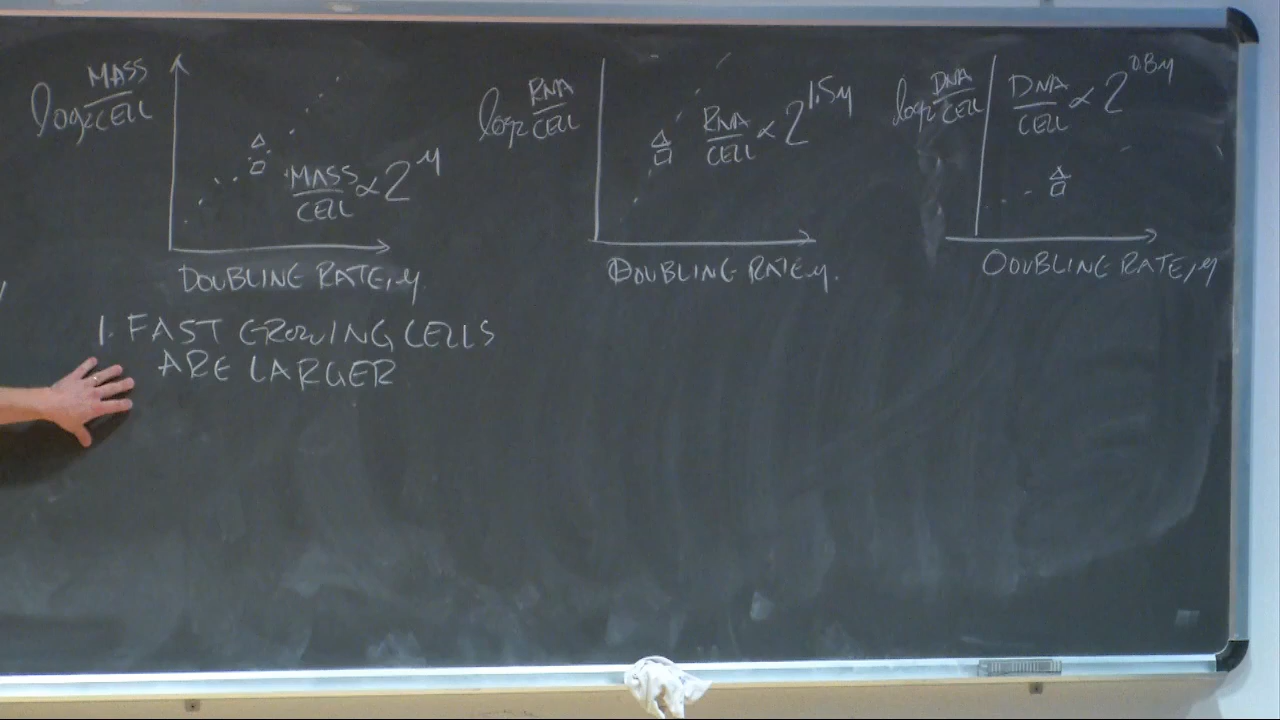 log₂ MASS/CELL
MASS/CELL ∝ 2^μ
DOUBLING RATE, μ
log₂ RNA/CELL
RNA/CELL ∝ 2^1.5μ
DOUBLING RATE μ.
log₂ DNA/CELL
DNA/CELL ∝ 2^0.8μ
DOUBLING RATE, μ
1. FAST GROWING CELLS
ARE LARGER